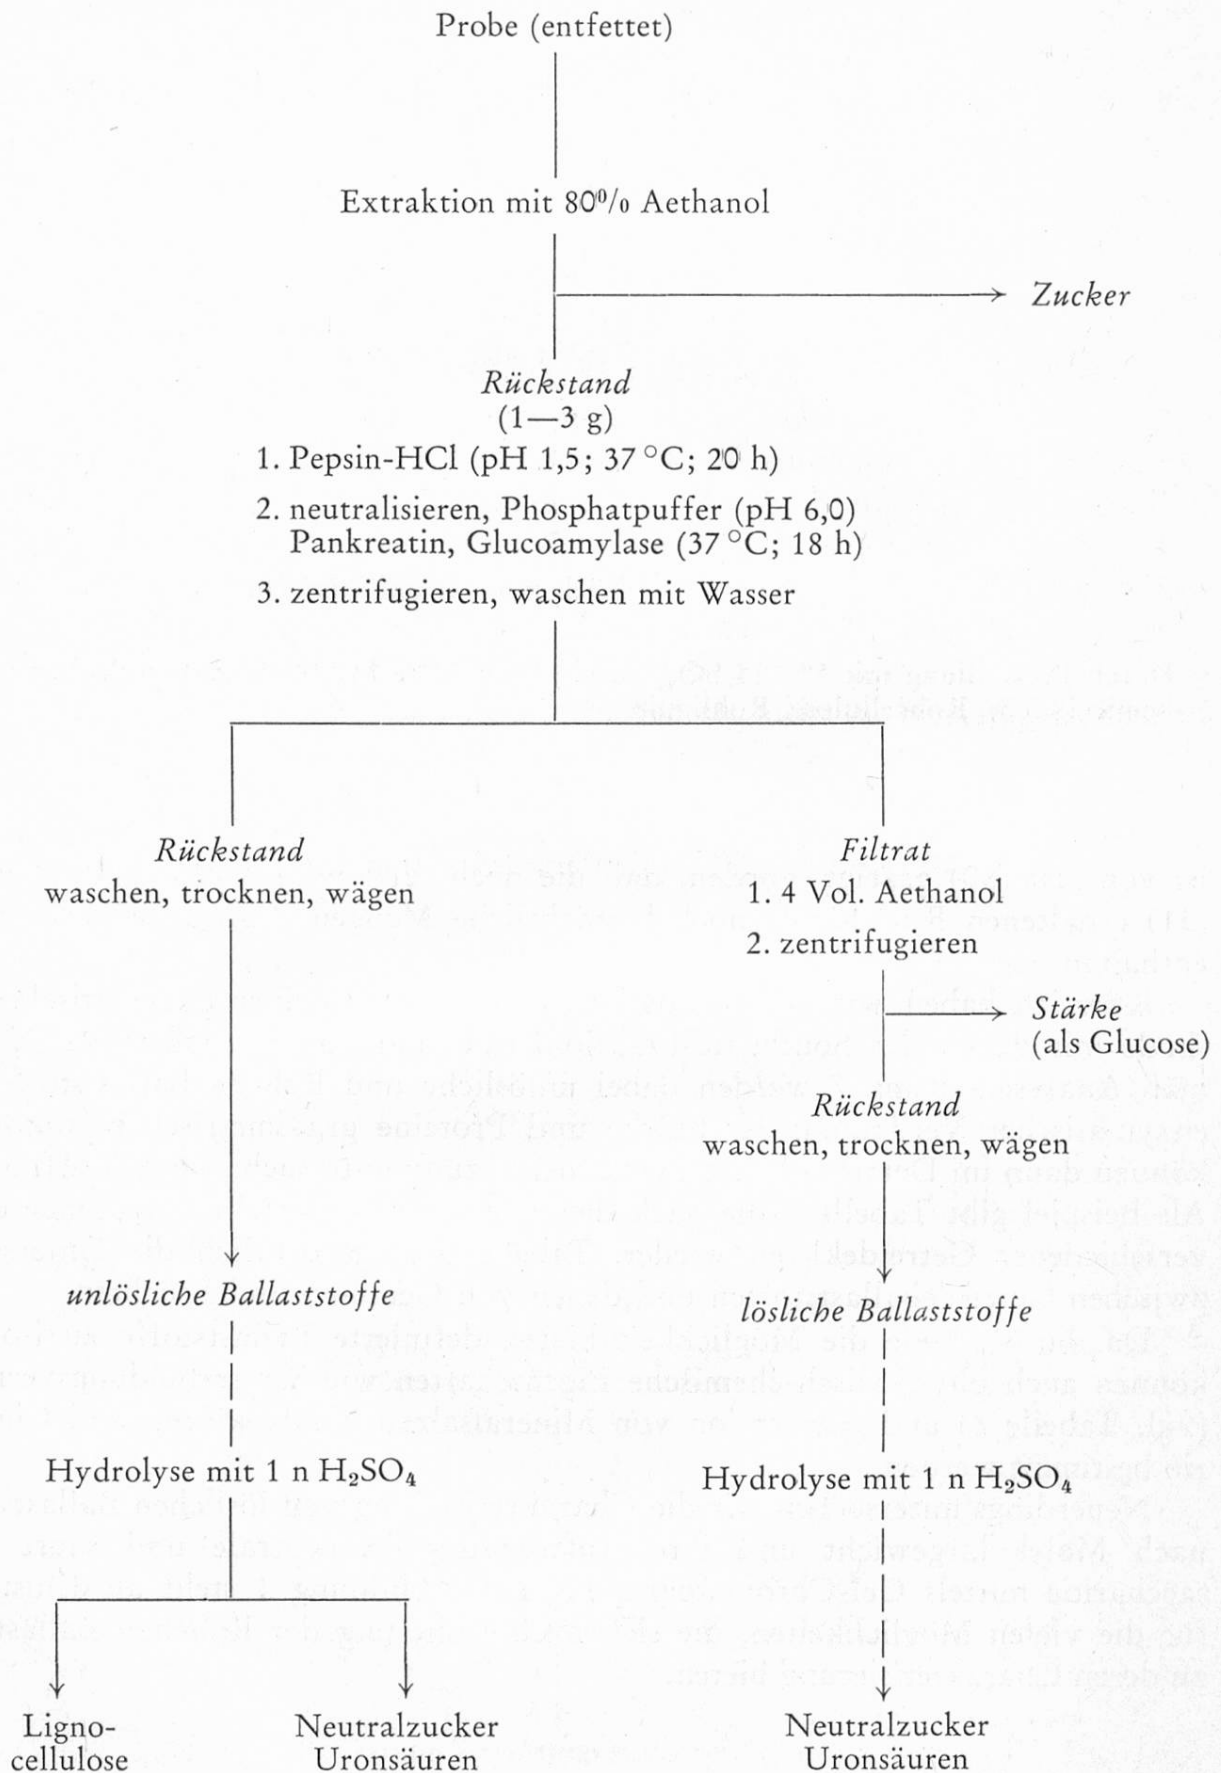 Probe (entfettet)
Extraktion mit 80⁰/₀ Aethanol
Zucker
Rückstand
(1—3 g)
1. Pepsin-HCl (pH 1,5; 37 °C; 20 h)
2. neutralisieren, Phosphatpuffer (pH 6,0)
Pankreatin, Glucoamylase (37 °C; 18 h)
3. zentrifugieren, waschen mit Wasser
Rückstand
waschen, trocknen, wägen
unlösliche Ballaststoffe
Hydrolyse mit 1 n H₂SO₄
Ligno-
cellulose
Neutralzucker
Uronsäuren
Filtrat
1. 4 Vol. Aethanol
2. zentrifugieren
Stärke
(als Glucose)
Rückstand
waschen, trocknen, wägen
lösliche Ballaststoffe
Hydrolyse mit 1 n H₂SO₄
Neutralzucker
Uronsäuren